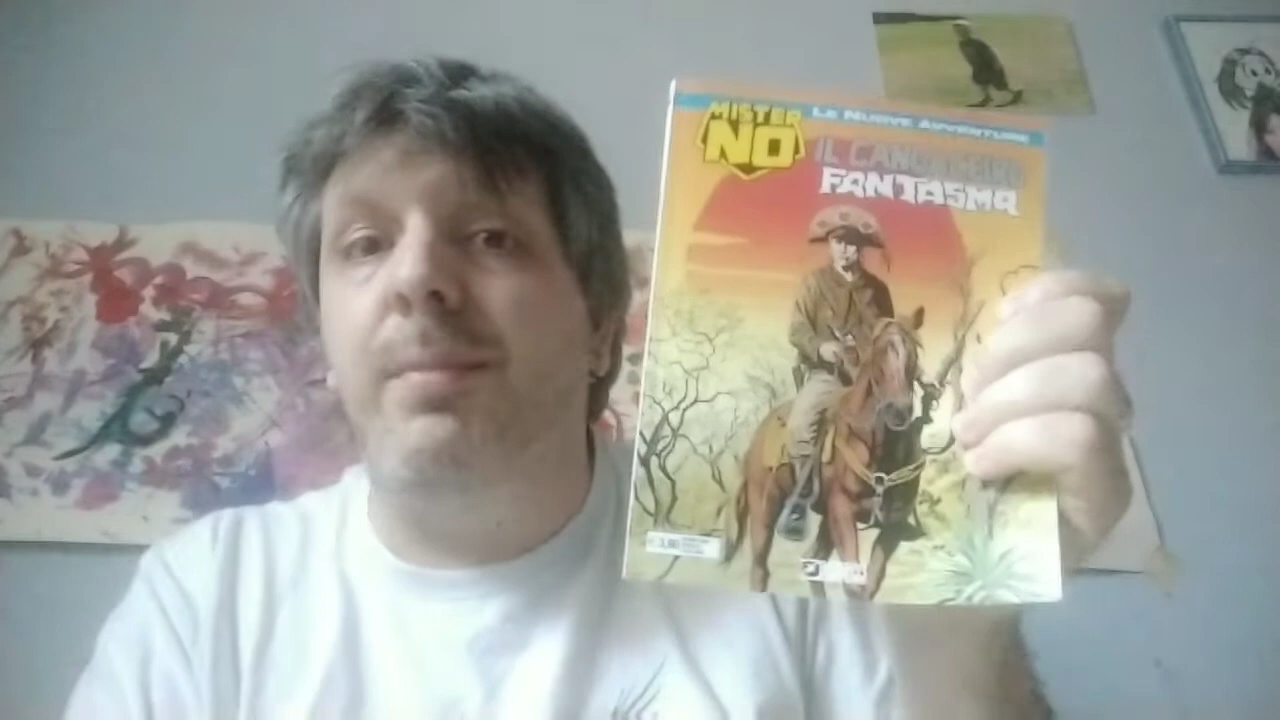 LE NUOVE AVVENTURE
MISTER
NO
IL CANGACEIRO
FANTASMA